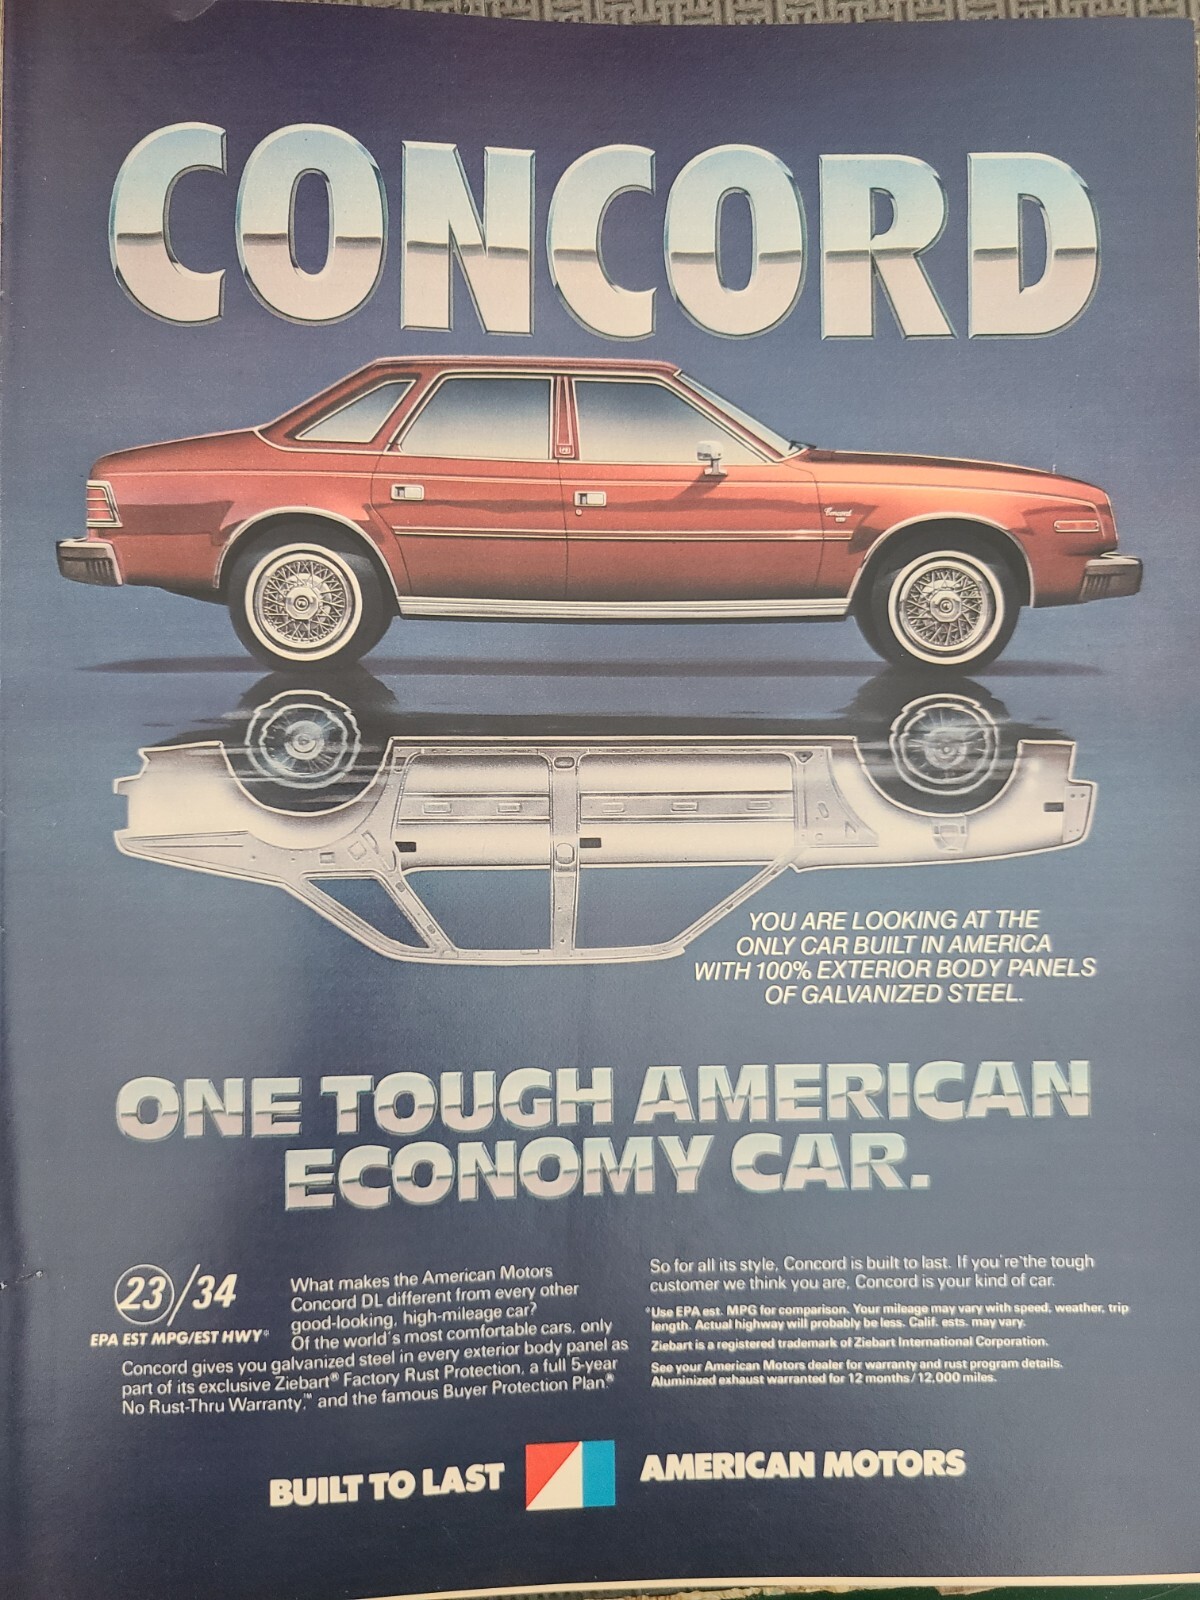 CONCORD
Concord
YOU ARE LOOKING AT THE
ONLY CAR BUILT IN AMERICA
WITH 100% EXTERIOR BODY PANELS
OF GALVANIZED STEEL.
ONE TOUGH AMERICAN
ECONOMY CAR.
23/34
EPA EST MPG/EST HWY*
What makes the American Motors
Concord DL different from every other
good-looking, high-mileage car?
Of the world's most comfortable cars, only
Concord gives you galvanized steel in every exterior body panel as
part of its exclusive Ziebart® Factory Rust Protection, a full 5-year
No Rust-Thru Warranty,™ and the famous Buyer Protection Plan.®
So for all its style, Concord is built to last. If you're the tough
customer we think you are, Concord is your kind of car.
*Use EPA est. MPG for comparison. Your mileage may vary with speed, weather, trip
length. Actual highway will probably be less. Calif. ests. may vary.
Ziebart is a registered trademark of Ziebart International Corporation.
See your American Motors dealer for warranty and rust program details.
Aluminized exhaust warranted for 12 months/12,000 miles.
BUILT TO LAST
AMERICAN MOTORS